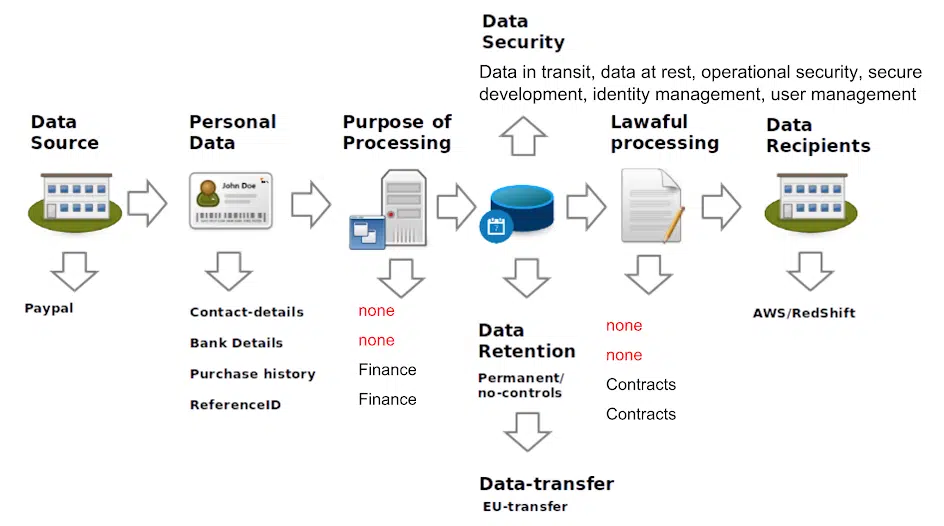 Data
Security
Data in transit, data at rest, operational security, secure
development, identity management, user management
Data
Source
Personal
Data
Purpose of
Processing
Lawaful
processing
Data
Recipients
John Doe
7
Paypal
Contact-details
Bank Details
Purchase history
ReferenceID
none
none
Finance
Finance
Data
Retention
Permanent/
no-controls
none
none
Contracts
Contracts
AWS/RedShift
Data-transfer
EU-transfer